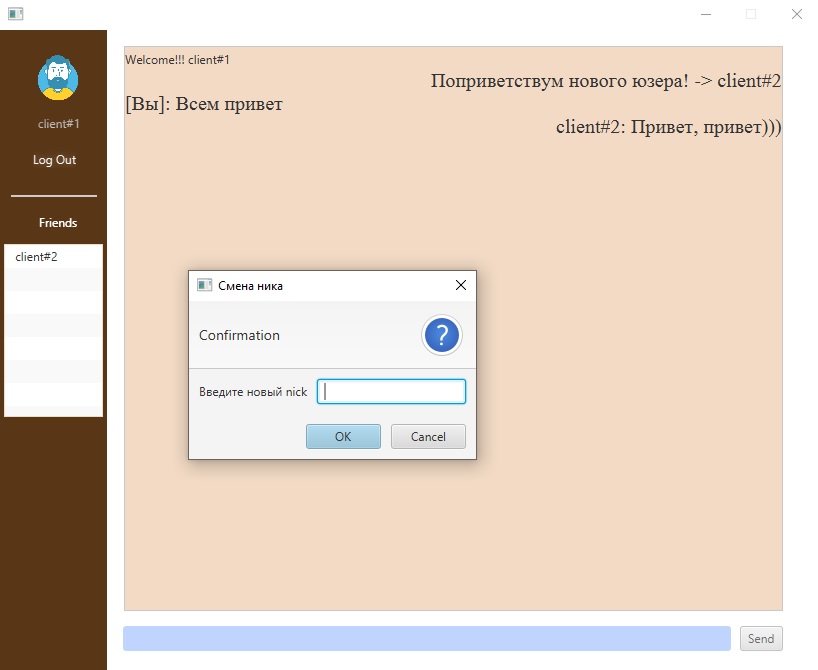 client#1
Log Out
Friends
client#2
Welcome!!! client#1
Поприветствум нового юзера! -> client#2
[Вы]: Всем привет
client#2: Привет, привет)))
Смена ника
Confirmation
?
Введите новый nick
OK
Cancel
Send